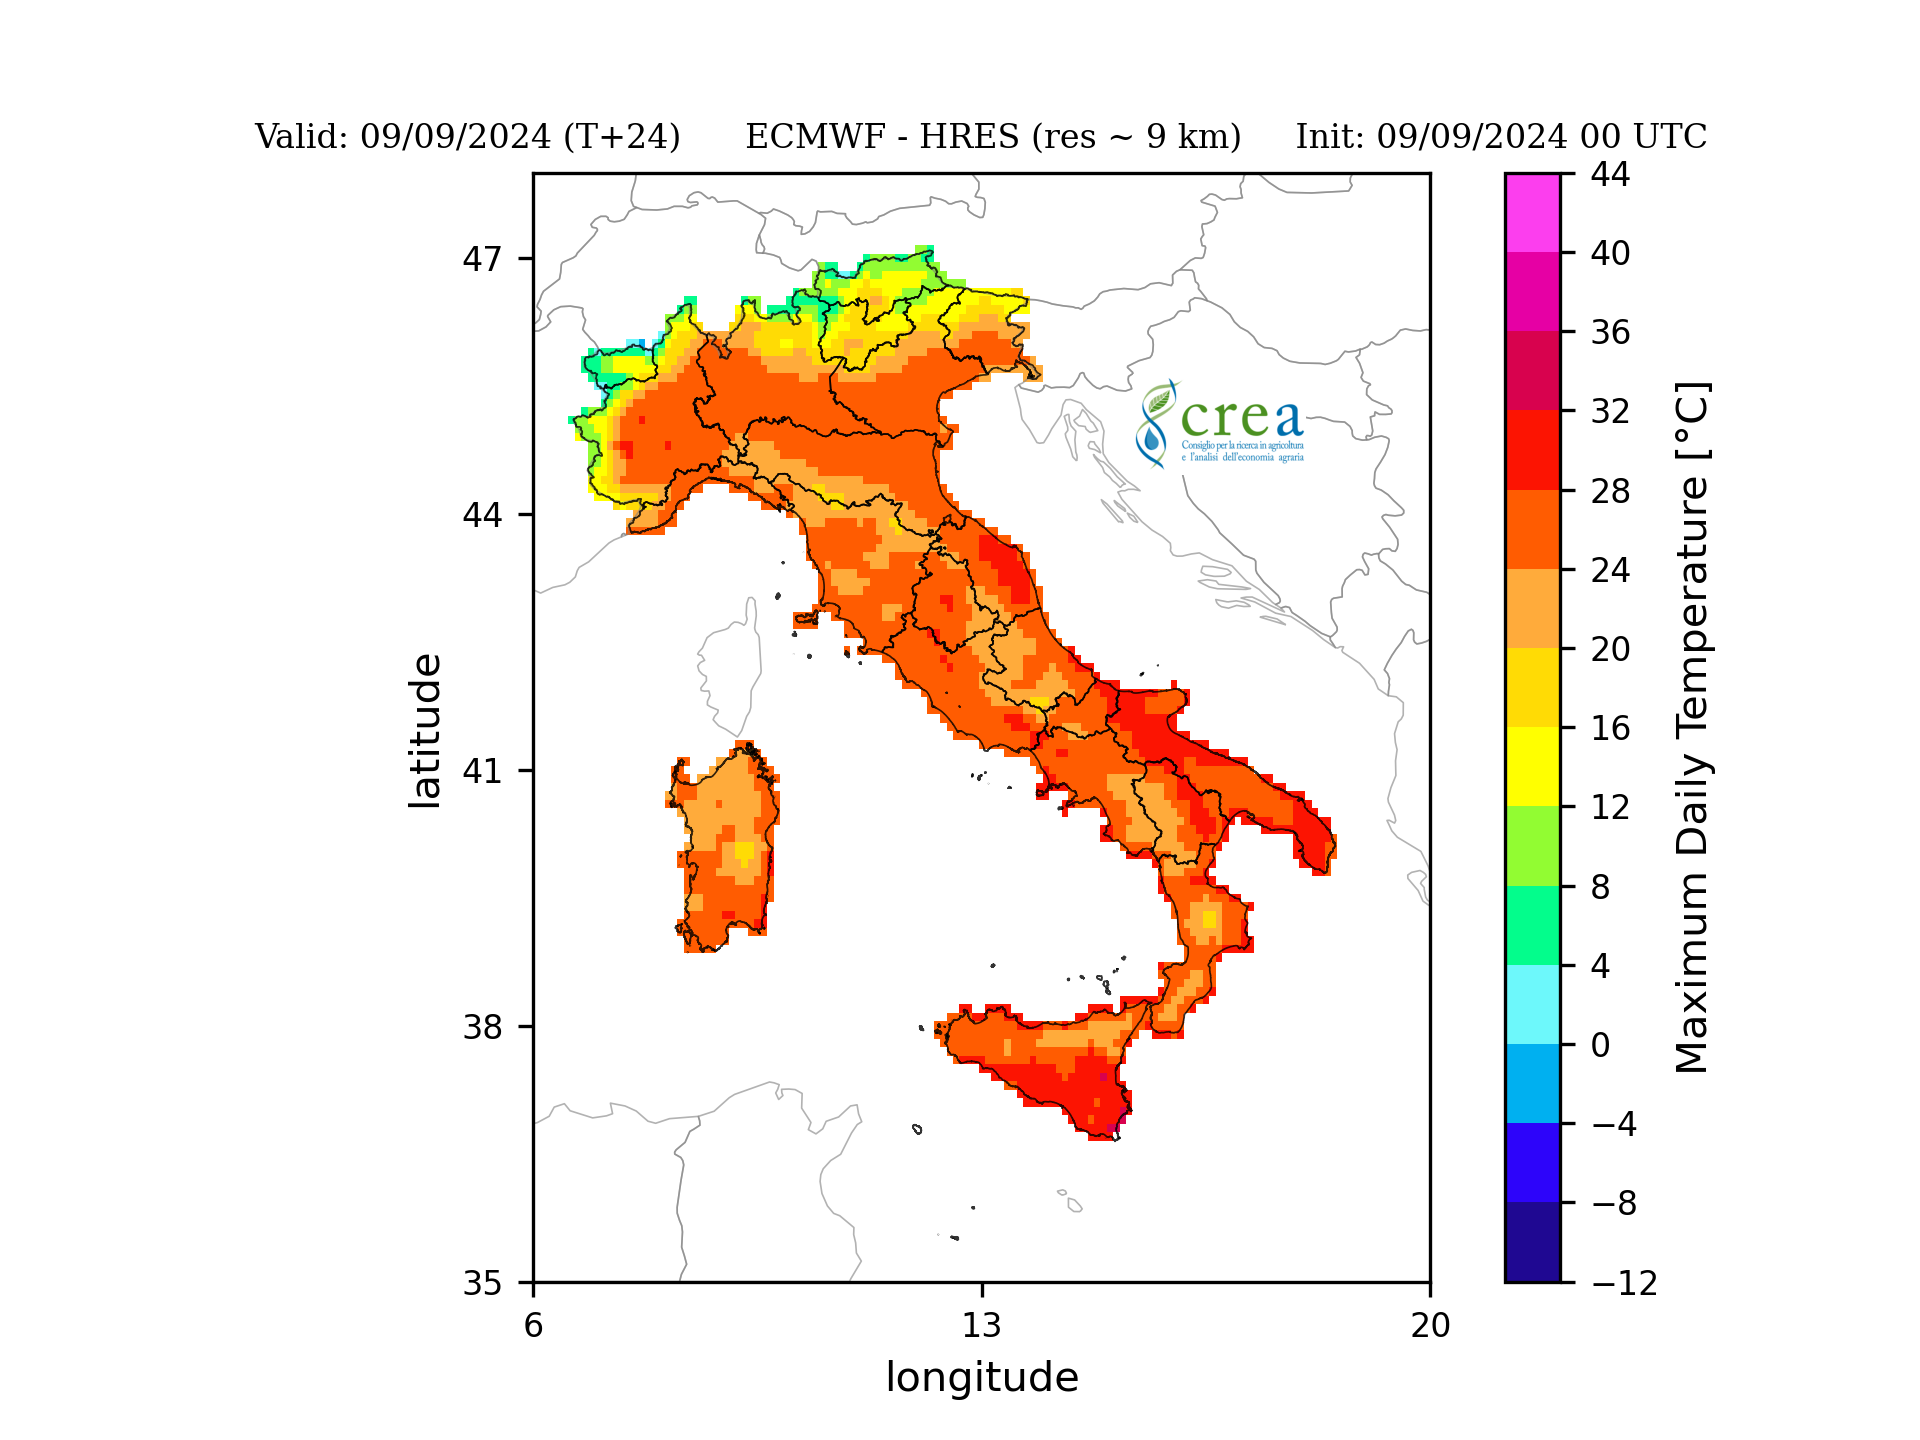 Valid: 09/09/2024 (T+24) ECMWF - HRES (res ~ 9 km) Init: 09/09/2024 00 UTC
47
44
41
38
35
latitude
6 13 20
longitude
crea
Consiglio per la ricerca in agricoltura
e l'analisi dell'economia agraria
44
40
36
32
28
24
20
16
12
8
4
0
−4
−8
−12
Maximum Daily Temperature [°C]